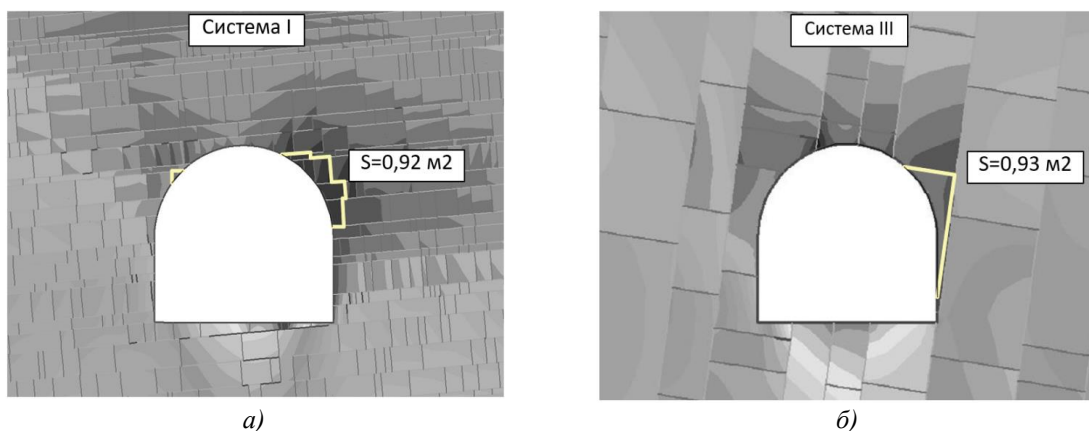 Система I
S=0,92 м2
а)
Система III
S=0,93 м2
б)